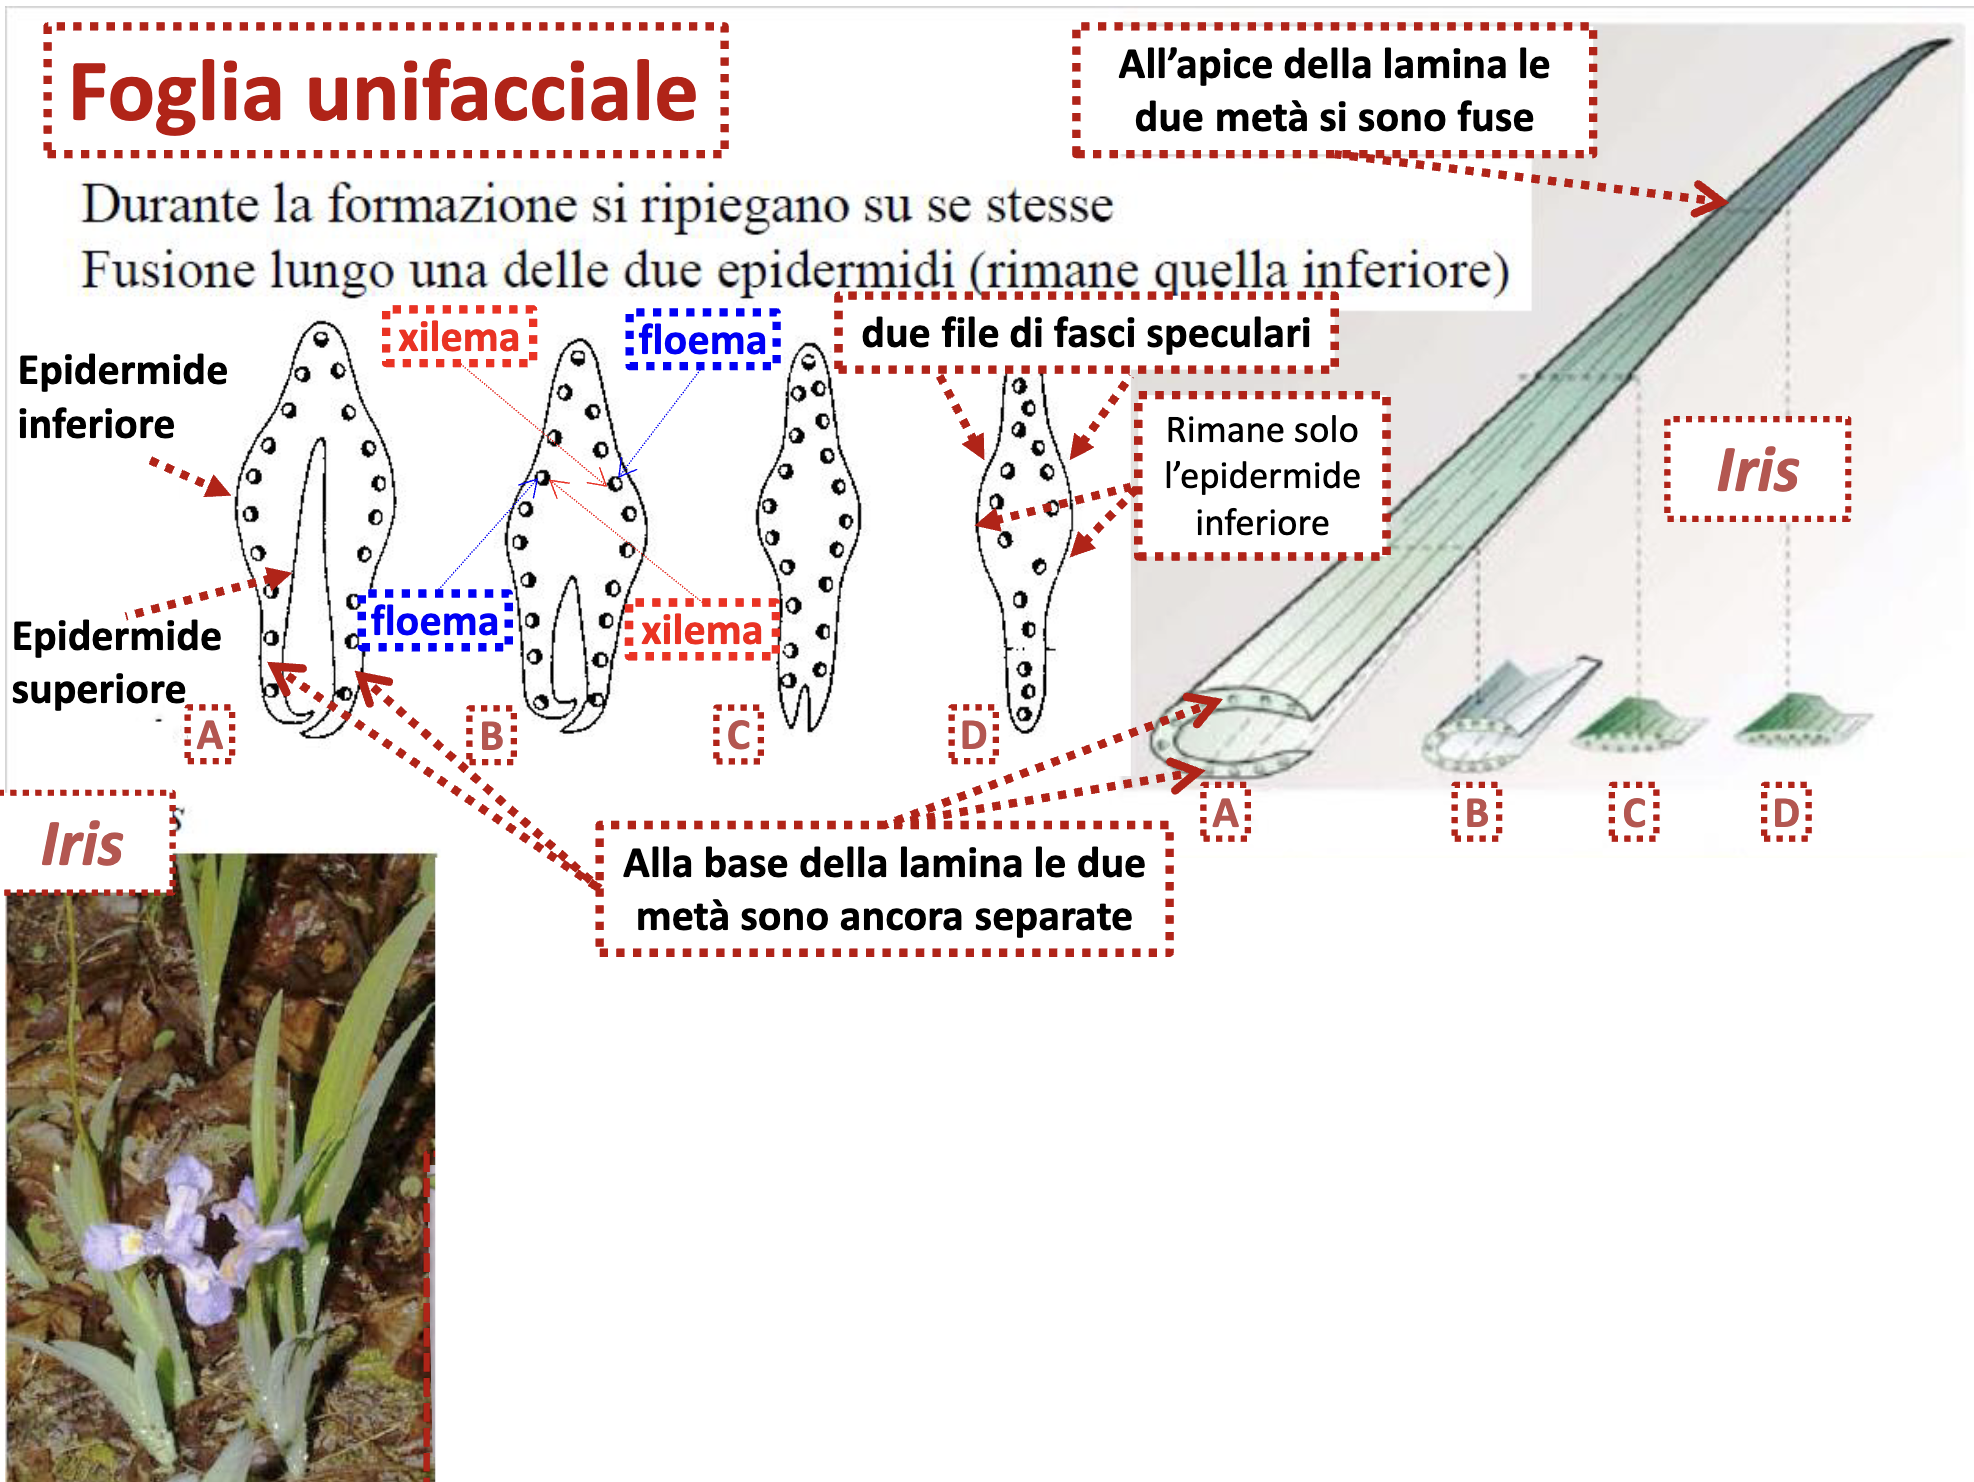 Foglia unifacciale
All'apice della lamina le
due metà si sono fuse
Durante la formazione si ripiegano su se stesse
Fusione lungo una delle due epidermidi (rimane quella inferiore)
xilema
floema
due file di fasci speculari
Epidermide
inferiore
Rimane solo
l'epidermide
inferiore
Iris
floema
xilema
Epidermide
superiore
A
B
C
D
A
B
C
D
Iris
s
Alla base della lamina le due
metà sono ancora separate